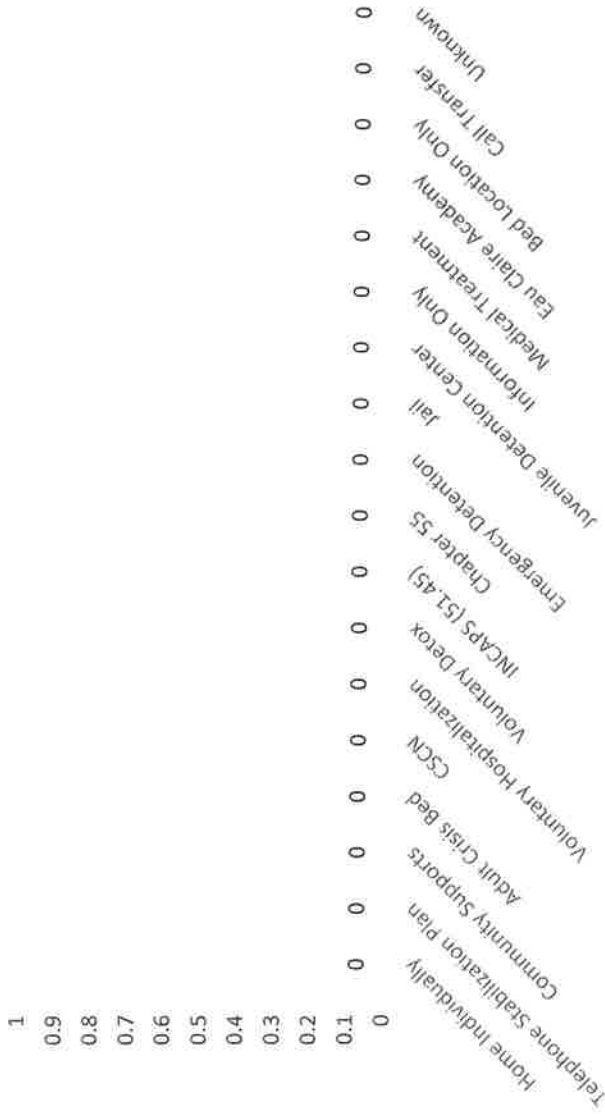 1
0.9
0.8
0.7
0.6
0.5
0.4
0.3
0.2
0.1
0
0 0 0 0 0 0 0 0 0 0 0 0 0 0 0 0 0 0
Home Individually
Telephone Stabilization Plan
Community Supports
Adult Crisis Bed
CSCN
Voluntary Hospitalization
Voluntary Detox
INCAPS (51.45)
Chapter 55
Emergency Detention
Jail
Juvenile Detention Center
Information Only
Medical Treatment
Eau Claire Academy
Bed Location Only
Call Transfer
Unknown